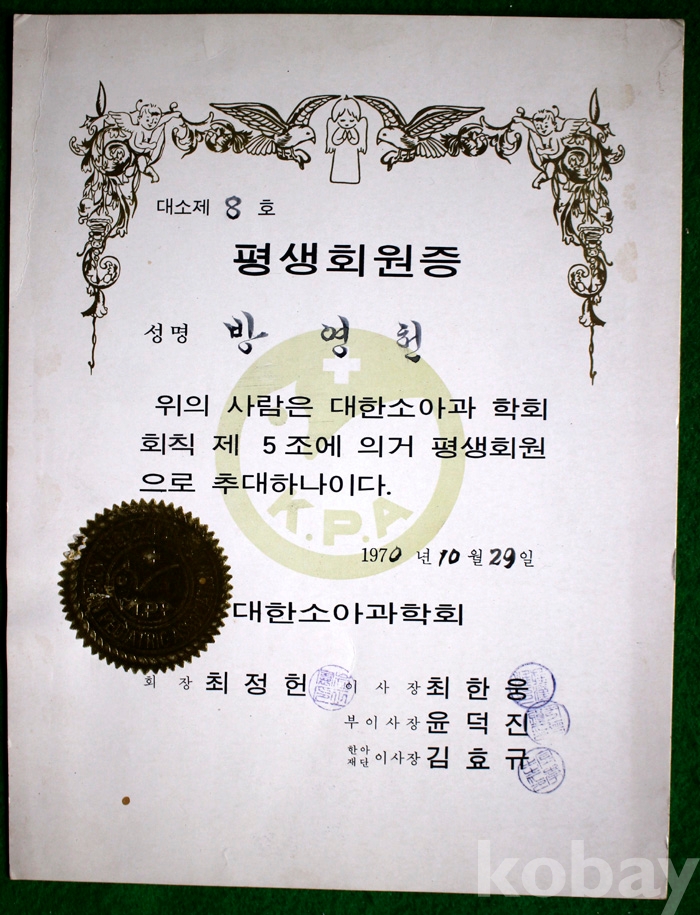 대소제 8 호
평생회원증
성명 방 영 헌
위의 사람은 대한소아과 학회
회칙 제 5조에 의거 평생회원
으로 추대하나이다.
K.P.A
1970 년 10 월 29 일
대한소아과학회
회 장 최 정 헌 이 사 장 최 한 웅
부이사장 윤 덕 진
한아재단 이사장 김 효 규
kobay